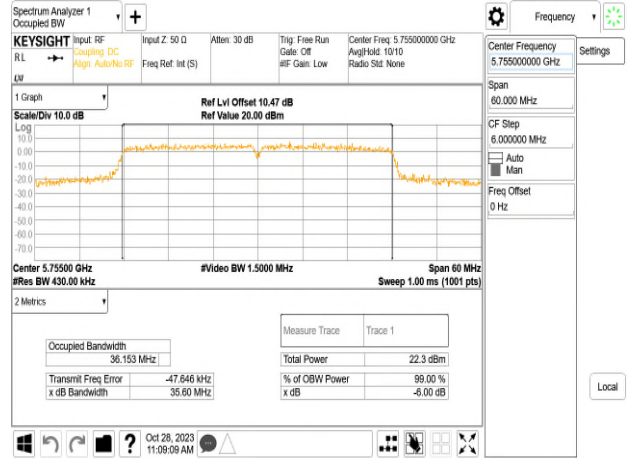 Spectrum Analyzer 1
Occupied BW
+
Frequency
KEYSIGHT
RL
Input: RF
Coupling: DC
Align: Auto/No RF
Input Z: 50 Ω
Freq Ref: Int (S)
Atten: 30 dB
Trig: Free Run
Gate: Off
#IF Gain: Low
Center Freq: 5.755000000 GHz
Avg|Hold: 10/10
Radio Std: None
Center Frequency
5.755000000 GHz
Settings
Span
60.000 MHz
CF Step
6.000000 MHz
Auto
Man
Freq Offset
0 Hz
1 Graph
Scale/Div 10.0 dB
Ref Lvl Offset 10.47 dB
Ref Value 20.00 dBm
Log
10.0
0.00
-10.0
-20.0
-30.0
-40.0
-50.0
-60.0
-70.0
Center 5.75500 GHz
#Res BW 430.00 kHz
#Video BW 1.5000 MHz
Span 60 MHz
Sweep 1.00 ms (1001 pts)
2 Metrics
Measure Trace
Trace 1
Occupied Bandwidth
36.153 MHz
Total Power
22.3 dBm
Transmit Freq Error
-47.646 kHz
% of OBW Power
99.00 %
x dB Bandwidth
35.60 MHz
x dB
-6.00 dB
Local
?
Oct 28, 2023
11:09:09 AM